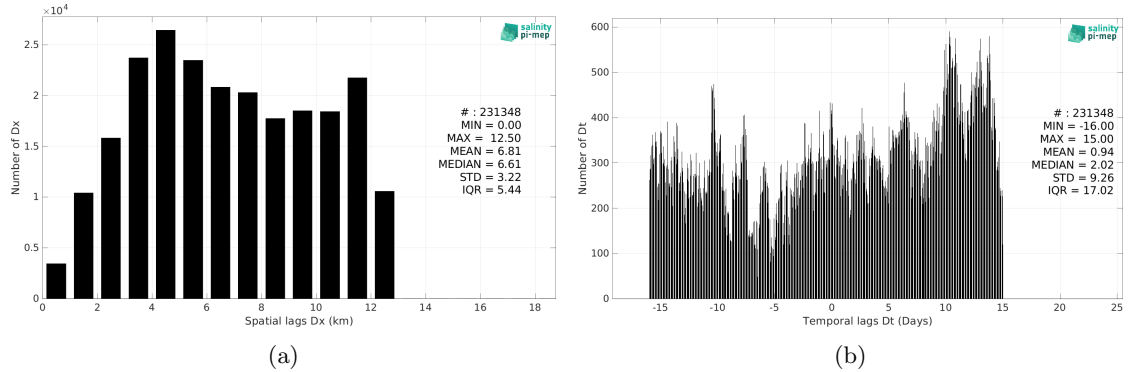 ×10⁴
salinity
pi-mep
2.5
2
1.5
1
0.5
0
Number of Dx
# : 231348
MIN = 0.00
MAX = 12.50
MEAN = 6.81
MEDIAN = 6.61
STD = 3.22
IQR = 5.44
0 2 4 6 8 10 12 14 16 18
Spatial lags Dx (km)
(a)
salinity
pi-mep
600
500
400
300
200
100
0
Number of Dt
# : 231348
MIN = -16.00
MAX = 15.00
MEAN = 0.94
MEDIAN = 2.02
STD = 9.26
IQR = 17.02
-15 -10 -5 0 5 10 15 20 25
Temporal lags Dt (Days)
(b)